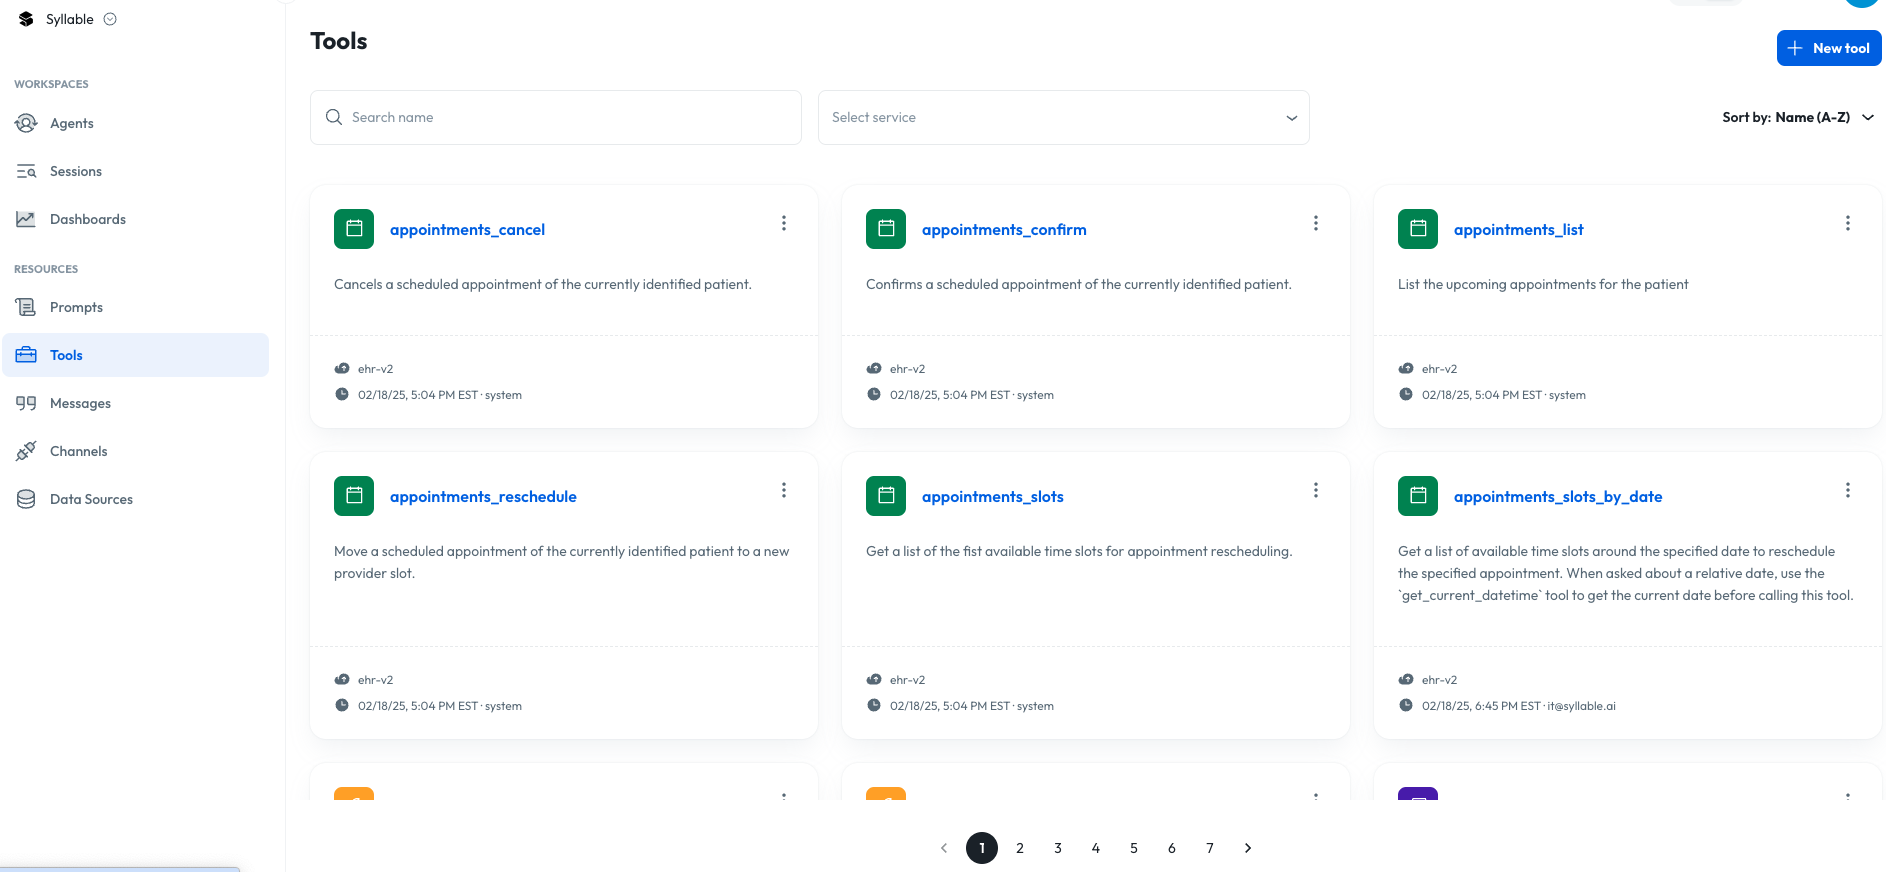 Syllable
Tools
New tool
WORKSPACES
Agents
Sessions
Dashboards
RESOURCES
Prompts
Tools
Messages
Channels
Data Sources
Search name
Select service
Sort by: Name (A-Z)
appointments_cancel
Cancels a scheduled appointment of the currently identified patient.
ehr-v2
02/18/25, 5:04 PM EST · system
appointments_confirm
Confirms a scheduled appointment of the currently identified patient.
ehr-v2
02/18/25, 5:04 PM EST · system
appointments_list
List the upcoming appointments for the patient
ehr-v2
02/18/25, 5:04 PM EST · system
appointments_reschedule
Move a scheduled appointment of the currently identified patient to a new
provider slot.
ehr-v2
02/18/25, 5:04 PM EST · system
appointments_slots
Get a list of the fist available time slots for appointment rescheduling.
ehr-v2
02/18/25, 5:04 PM EST · system
appointments_slots_by_date
Get a list of available time slots around the specified date to reschedule
the specified appointment. When asked about a relative date, use the
`get_current_datetime` tool to get the current date before calling this tool.
ehr-v2
02/18/25, 6:45 PM EST · it@syllable.ai
1 2 3 4 5 6 7